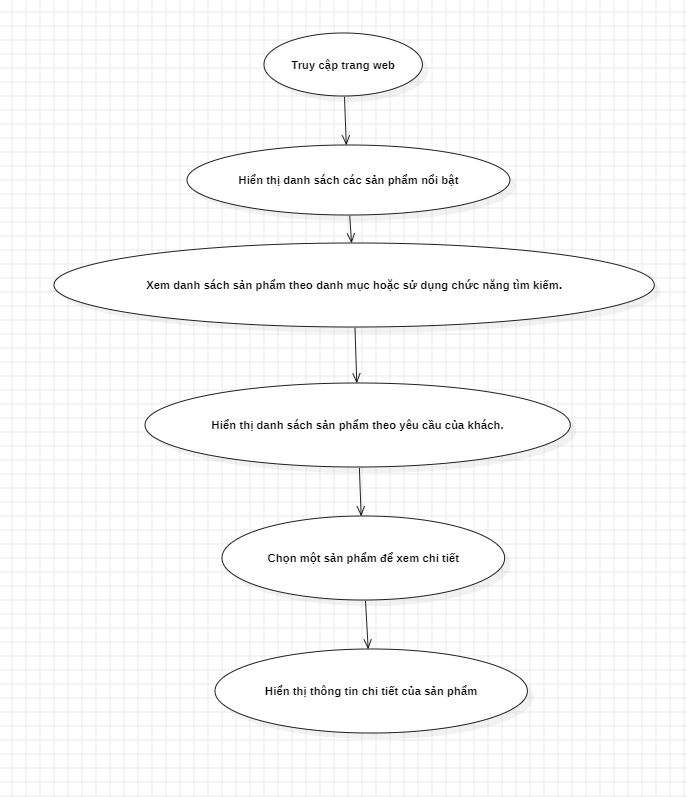 Truy cập trang web
Hiển thị danh sách các sản phẩm nổi bật
Xem danh sách sản phẩm theo danh mục hoặc sử dụng chức năng tìm kiếm.
Hiển thị danh sách sản phẩm theo yêu cầu của khách.
Chọn một sản phẩm để xem chi tiết
Hiển thị thông tin chi tiết của sản phẩm